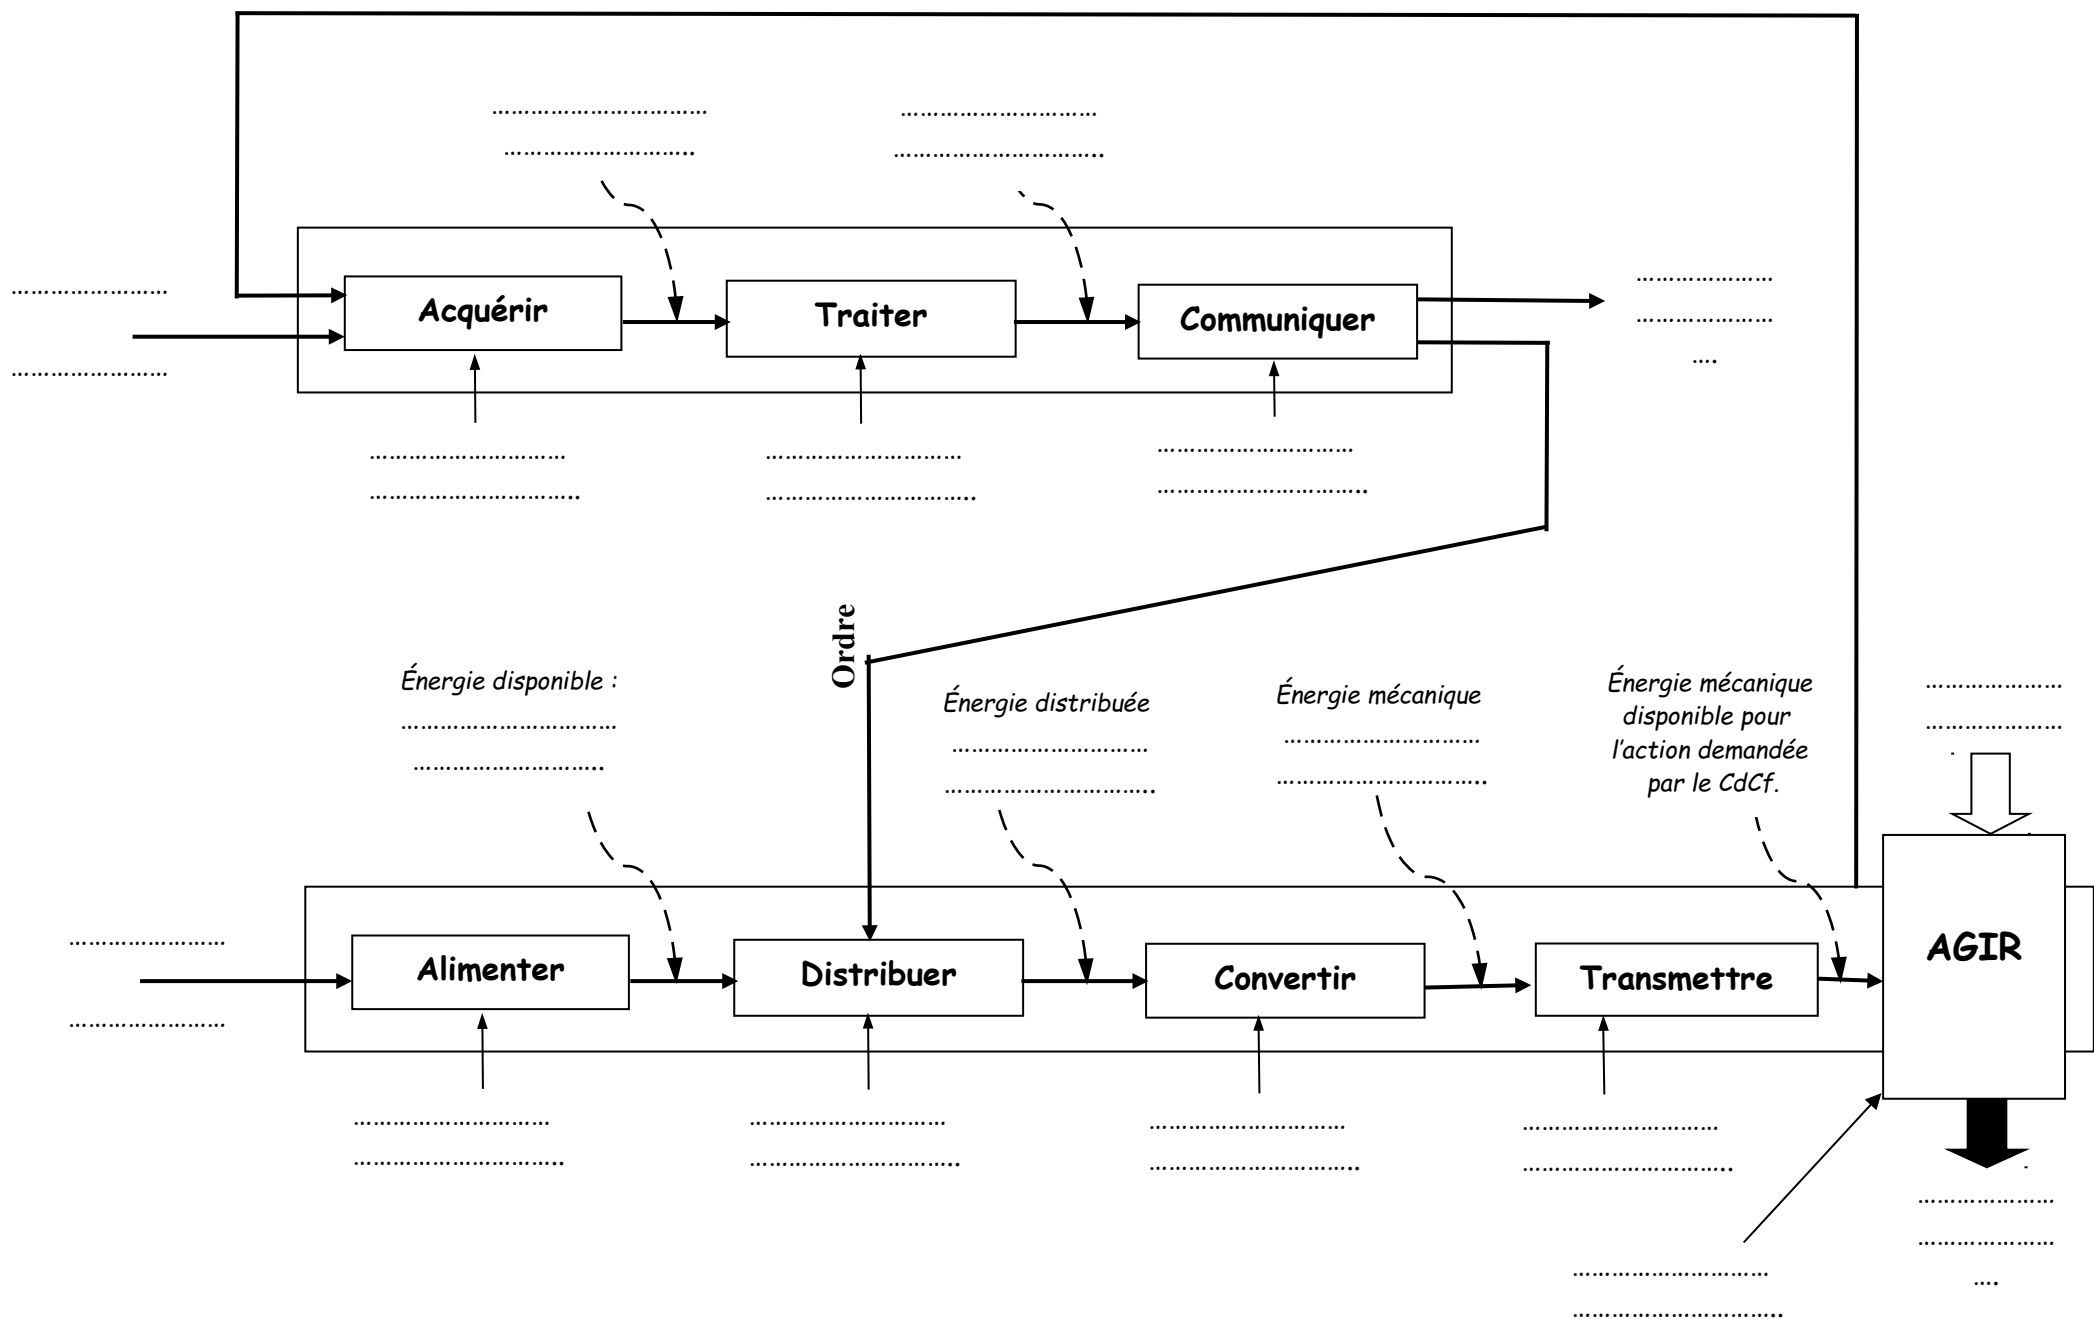 …………………………
………………………..
………………………
………………………..
…………………
…………………
Acquérir
Traiter
Communiquer
………………
………………
….
………………………
………………………..
………………………
………………………..
………………………
………………………..
Ordre
Énergie disponible :
…………………………
……………………..
Énergie distribuée
………………………
………………………..
Énergie mécanique
………………………
………………………..
Énergie mécanique
disponible pour
l’action demandée
par le CdCf.
………………
………………
…………………
…………………
Alimenter
Distribuer
Convertir
Transmettre
AGIR
………………………
………………………..
………………………
………………………..
………………………
………………………..
………………………
………………………..
………………………
………………………..
………………
………………
….